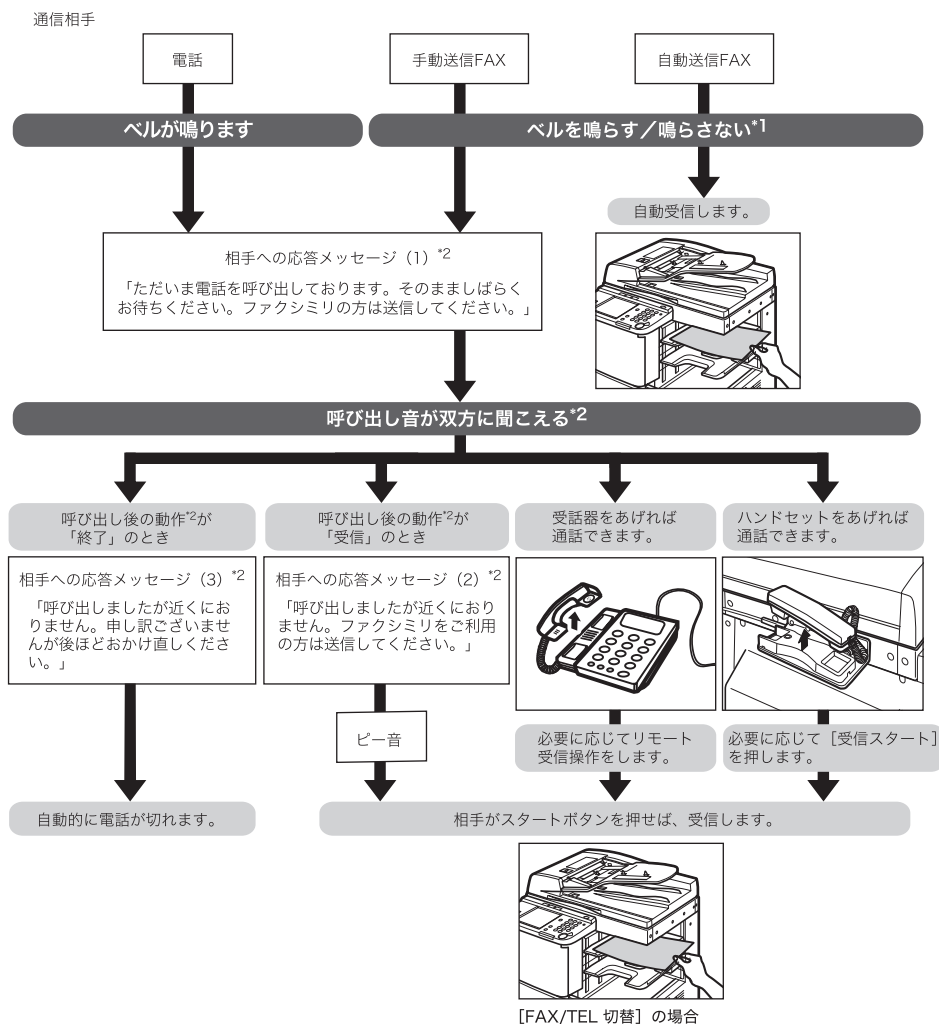 通信相手
電話
手動送信FAX
自動送信FAX
ベルが鳴ります
ベルを鳴らす／鳴らさない*1
自動受信します。
相手への応答メッセージ（1）*2
「ただいま電話を呼び出しております。そのまましばらく
お待ちください。ファクシミリの方は送信してください。」
呼び出し音が双方に聞こえる*2
呼び出し後の動作*2が
「終了」のとき
相手への応答メッセージ（3）*2
「呼び出しましたが近くにお
りません。申し訳ございませ
んが後ほどおかけ直しくださ
い。」
自動的に電話が切れます。
呼び出し後の動作*2が
「受信」のとき
相手への応答メッセージ（2）*2
「呼び出しましたが近くにおり
ません。ファクシミリをご利用
の方は送信してください。」
ピー音
受話器をあげれば
通話できます。
必要に応じてリモート
受信操作をします。
ハンドセットをあげれば
通話できます。
必要に応じて［受信スタート］
を押します。
相手がスタートボタンを押せば、受信します。
［FAX/TEL 切替］の場合